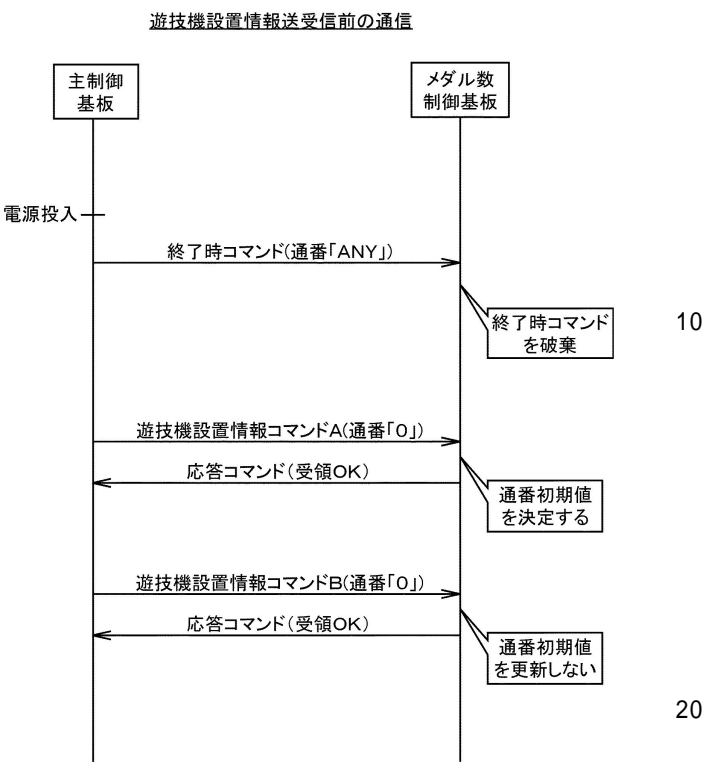 遊技機設置情報送受信前の通信
主制御
基板
メダル数
制御基板
電源投入
終了時コマンド(通番「ANY」)
終了時コマンド
を破棄
10
遊技機設置情報コマンドA(通番「0」)
応答コマンド(受領OK)
通番初期値
を決定する
遊技機設置情報コマンドB(通番「0」)
応答コマンド(受領OK)
通番初期値
を更新しない
20